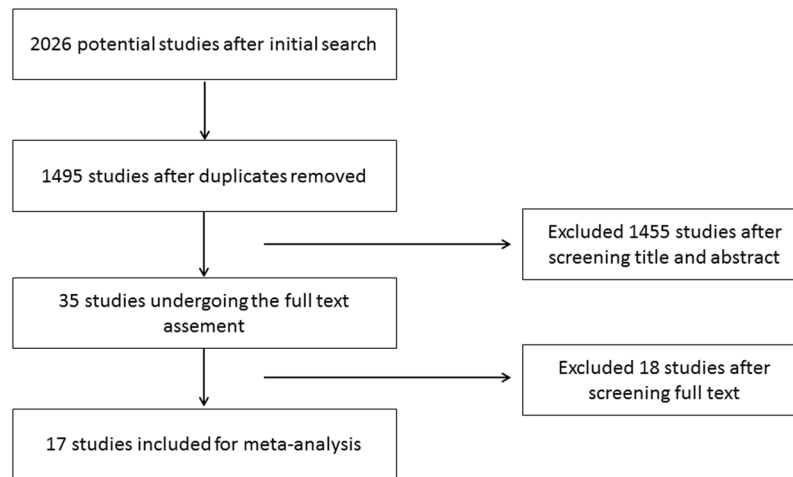 2026 potential studies after initial search
1495 studies after duplicates removed
Excluded 1455 studies after
screening title and abstract
35 studies undergoing the full text
assement
Excluded 18 studies after
screening full text
17 studies included for meta-analysis